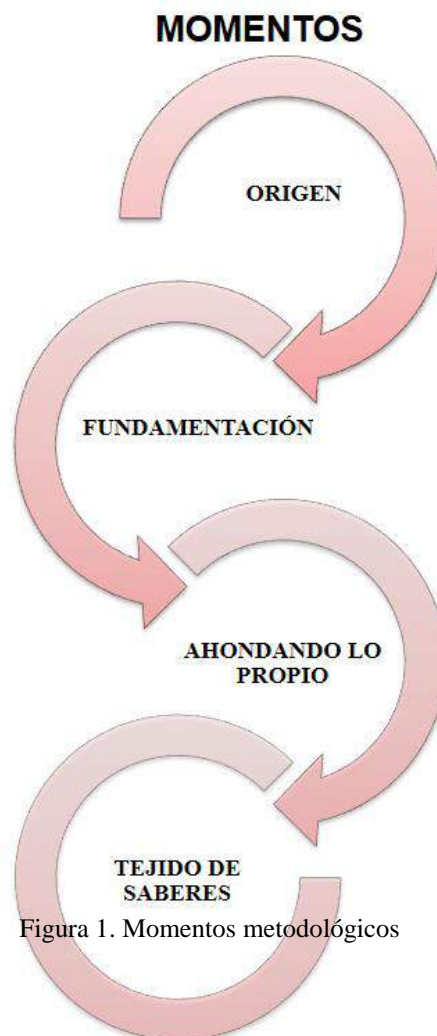 MOMENTOS
ORIGEN
FUNDAMENTACIÓN
AHONDANDO LO
PROPIO
TEJIDO DE
SABERES
Figura 1. Momentos metodológicos